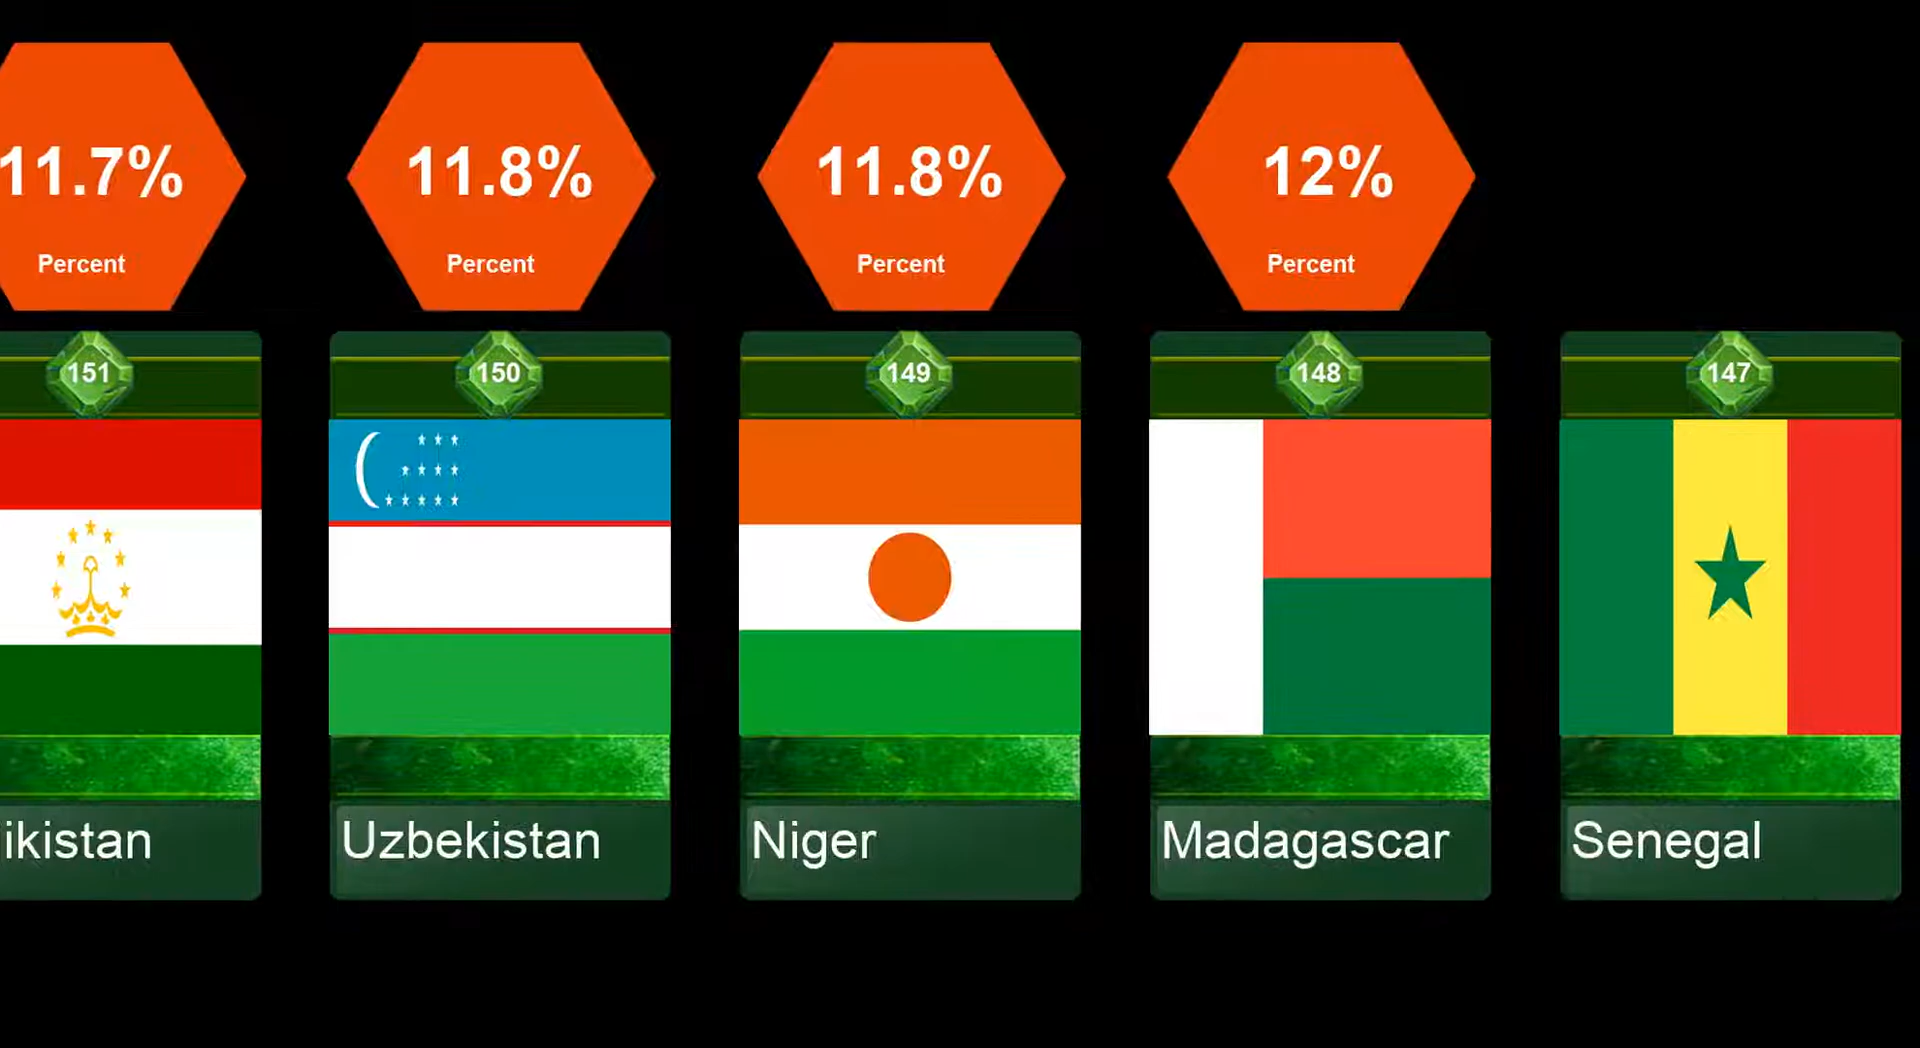 11.7%
Percent
11.8%
Percent
11.8%
Percent
12%
Percent
151
150
149
148
147
ikistan
Uzbekistan
Niger
Madagascar
Senegal